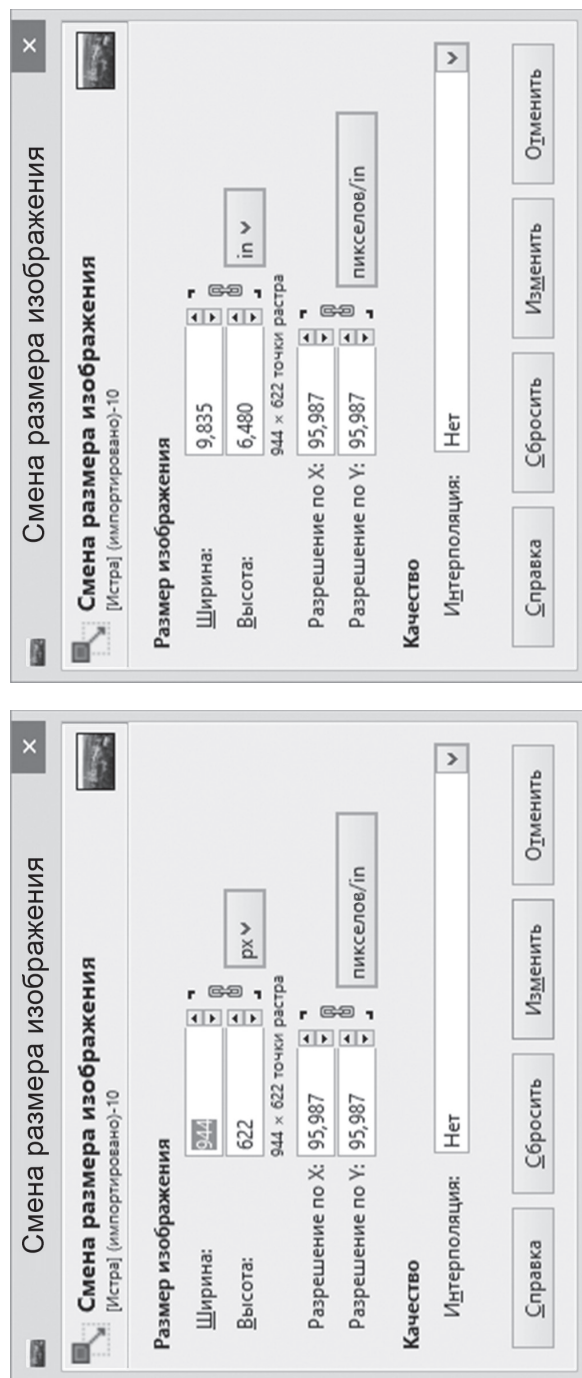 Смена размера изображения
Смена размера изображения
[Истра] (импортировано)-10
Размер изображения
Ширина: 944
Высота: 622 px
944 × 622 точки растра
Разрешение по X: 95,987
Разрешение по Y: 95,987 пикселов/in
Качество
Интерполяция: Нет
Справка Сбросить Изменить Отменить
Смена размера изображения
Смена размера изображения
[Истра] (импортировано)-10
Размер изображения
Ширина: 9,835
Высота: 6,480 in
944 × 622 точки растра
Разрешение по X: 95,987
Разрешение по Y: 95,987 пикселов/in
Качество
Интерполяция: Нет
Справка Сбросить Изменить Отменить